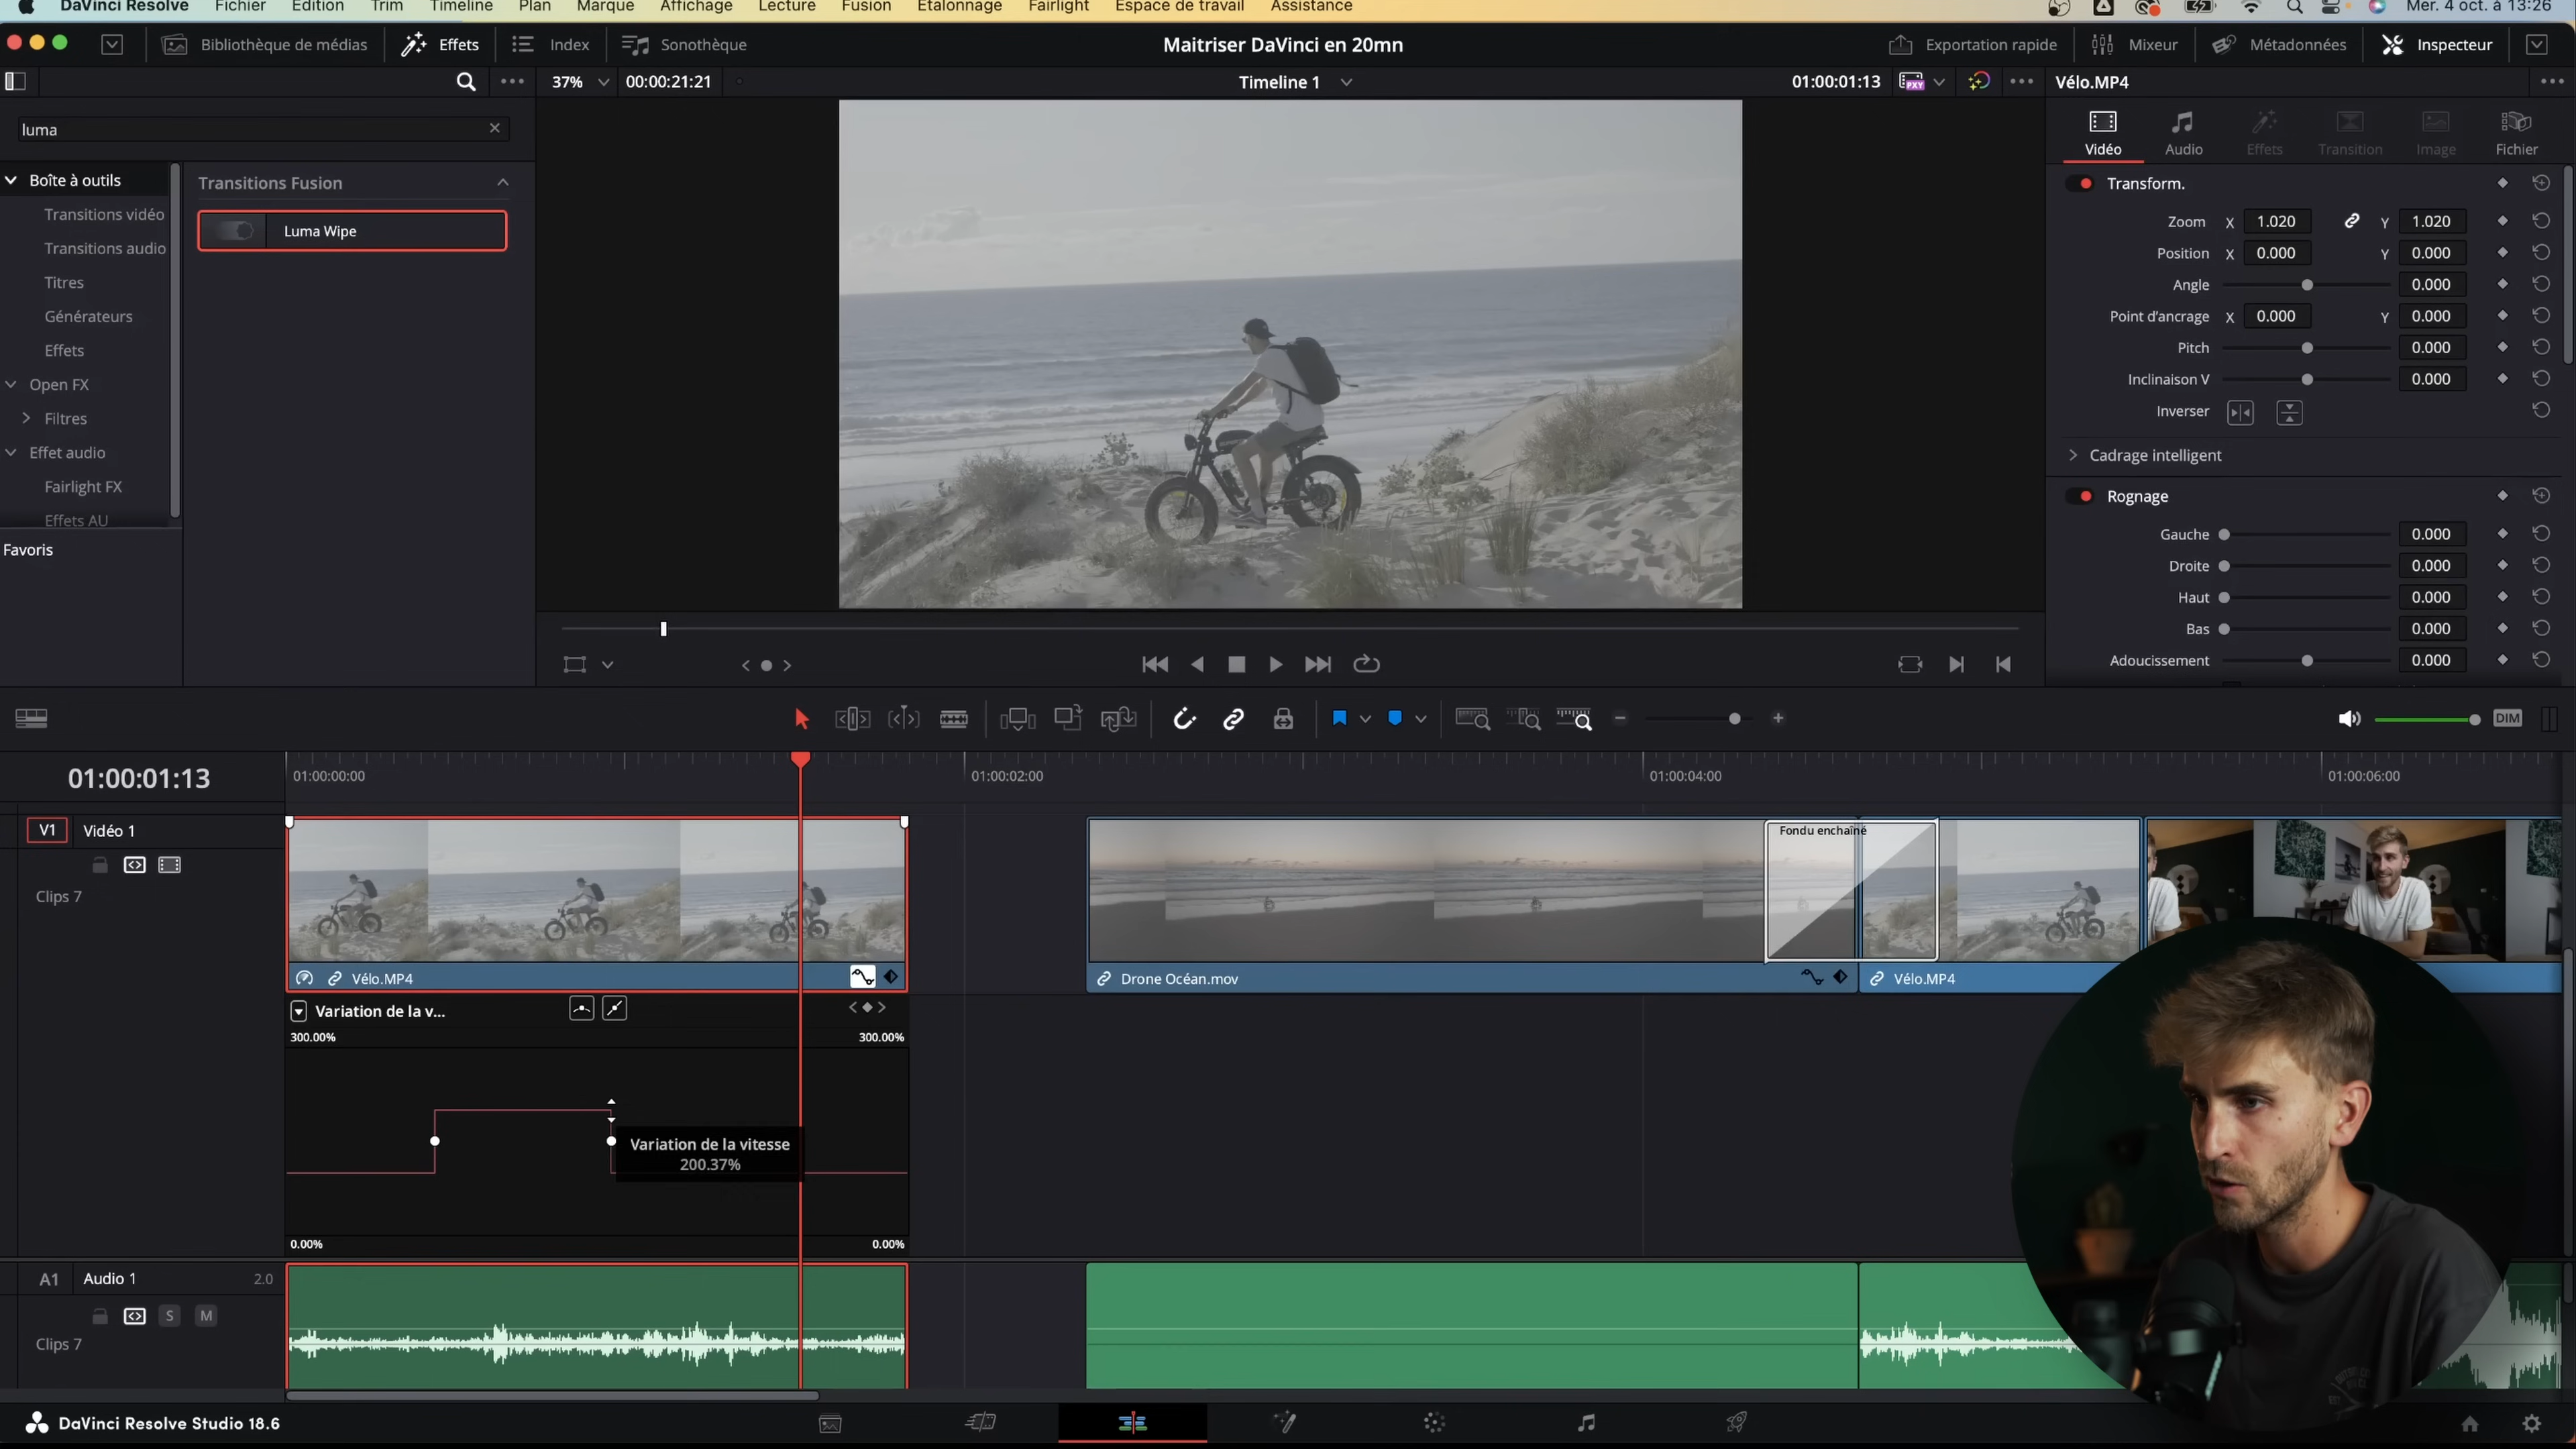 DaVinci Resolve Fichier Édition Trim Timeline Plan Marque Affichage Lecture Fusion Étalonnage Fairlight Espace de travail Assistance Mer. 4 oct. à 13:26
Bibliothèque de médias Effets Index Sonothèque Maitriser DaVinci en 20mn Exportation rapide Mixeur Métadonnées Inspecteur
37% 00:00:21:21 Timeline 1 01:00:01:13 PXY Vélo.MP4
luma
Vidéo Audio Effets Transition Image Fichier
Boîte à outils
Transitions vidéo
Transitions audio
Titres
Générateurs
Effets
Open FX
Filtres
Effet audio
Fairlight FX
Effets AU
Favoris
Transitions Fusion
Luma Wipe
Transform.
Zoom X 1.020 Y 1.020
Position X 0.000 Y 0.000
Angle 0.000
Point d'ancrage X 0.000 Y 0.000
Pitch 0.000
Inclinaison V 0.000
Inverser
Cadrage intelligent
Rognage
Gauche 0.000
Droite 0.000
Haut 0.000
Bas 0.000
Adoucissement 0.000
DIM
01:00:01:13
01:00:00:00 01:00:02:00 01:00:04:00 01:00:06:00
V1 Vidéo 1
Clips 7
Fondu enchaîné
Vélo.MP4 Drone Océan.mov Vélo.MP4
Variation de la v...
300.00% 300.00%
Variation de la vitesse
200.37%
0.00% 0.00%
A1 Audio 1 2.0
S M
Clips 7
DaVinci Resolve Studio 18.6